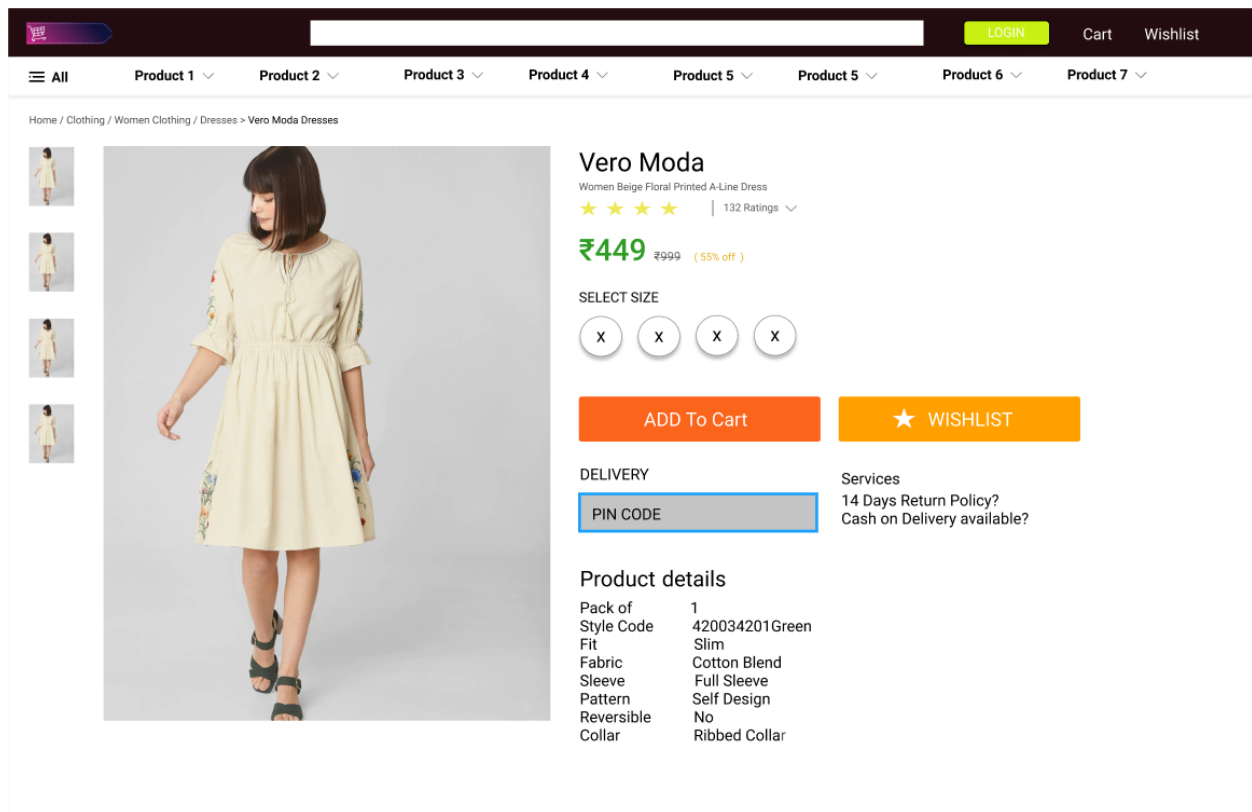 LOGIN Cart Wishlist
All Product 1 Product 2 Product 3 Product 4 Product 5 Product 5 Product 6 Product 7
Home / Clothing / Women Clothing / Dresses > Vero Moda Dresses
Vero Moda
Women Beige Floral Printed A-Line Dress
132 Ratings
₹449 ₹999 ( 55% off )
SELECT SIZE
X X X X
ADD To Cart WISHLIST
DELIVERY
PIN CODE
Services
14 Days Return Policy?
Cash on Delivery available?
Product details
Pack of 1
Style Code 420034201Green
Fit Slim
Fabric Cotton Blend
Sleeve Full Sleeve
Pattern Self Design
Reversible No
Collar Ribbed Collar